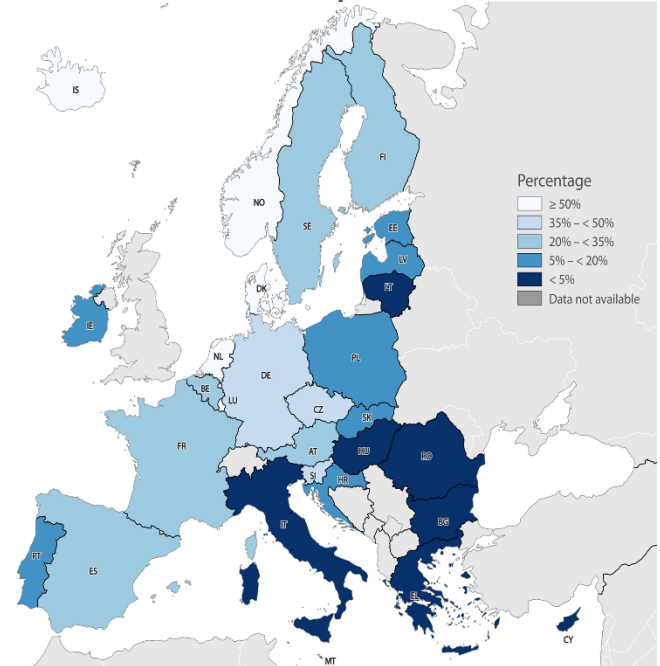 IS
FI
NO
SE
Percentage
≥ 50%
35% – < 50%
20% – < 35%
5% – < 20%
< 5%
Data not available
EE
LV
LT
DK
IE
NL
PL
BE
DE
LU
CZ
SK
FR
AT
HU
RO
SI
HR
IT
BG
PT
ES
EL
CY
MT